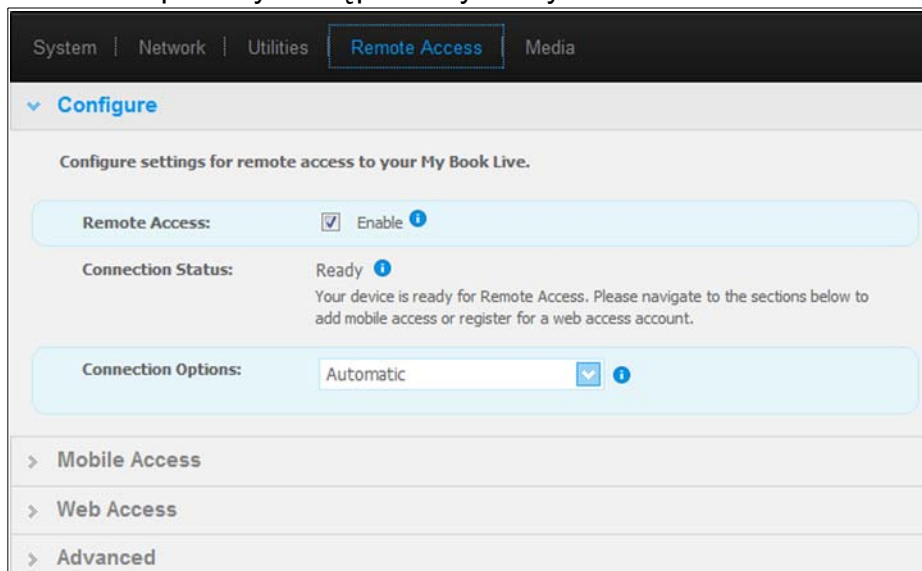 System | Network | Utilities | Remote Access | Media
Configure
Configure settings for remote access to your My Book Live.
Remote Access: Enable
Connection Status: Ready
Your device is ready for Remote Access. Please navigate to the sections below to
add mobile access or register for a web access account.
Connection Options: Automatic
Mobile Access
Web Access
Advanced